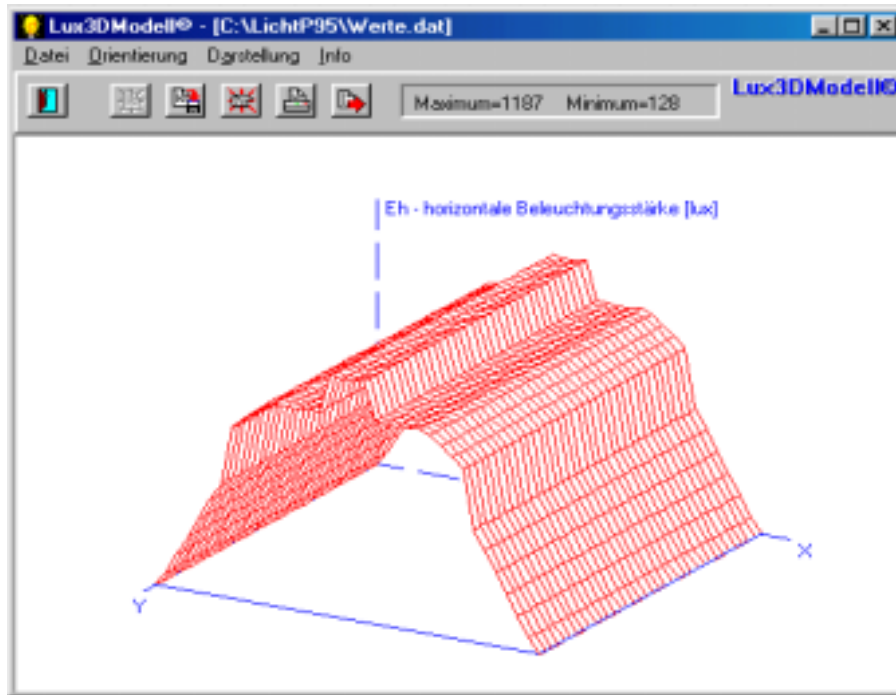 Lux3DModell© - [C:\LichtP95\Werte.dat]
Datei Orientierung Darstellung Info
Maximum=1187 Minimum=128
Lux3DModell©
Eh - horizontale Beleuchtungsstärke [lux]
X
Y